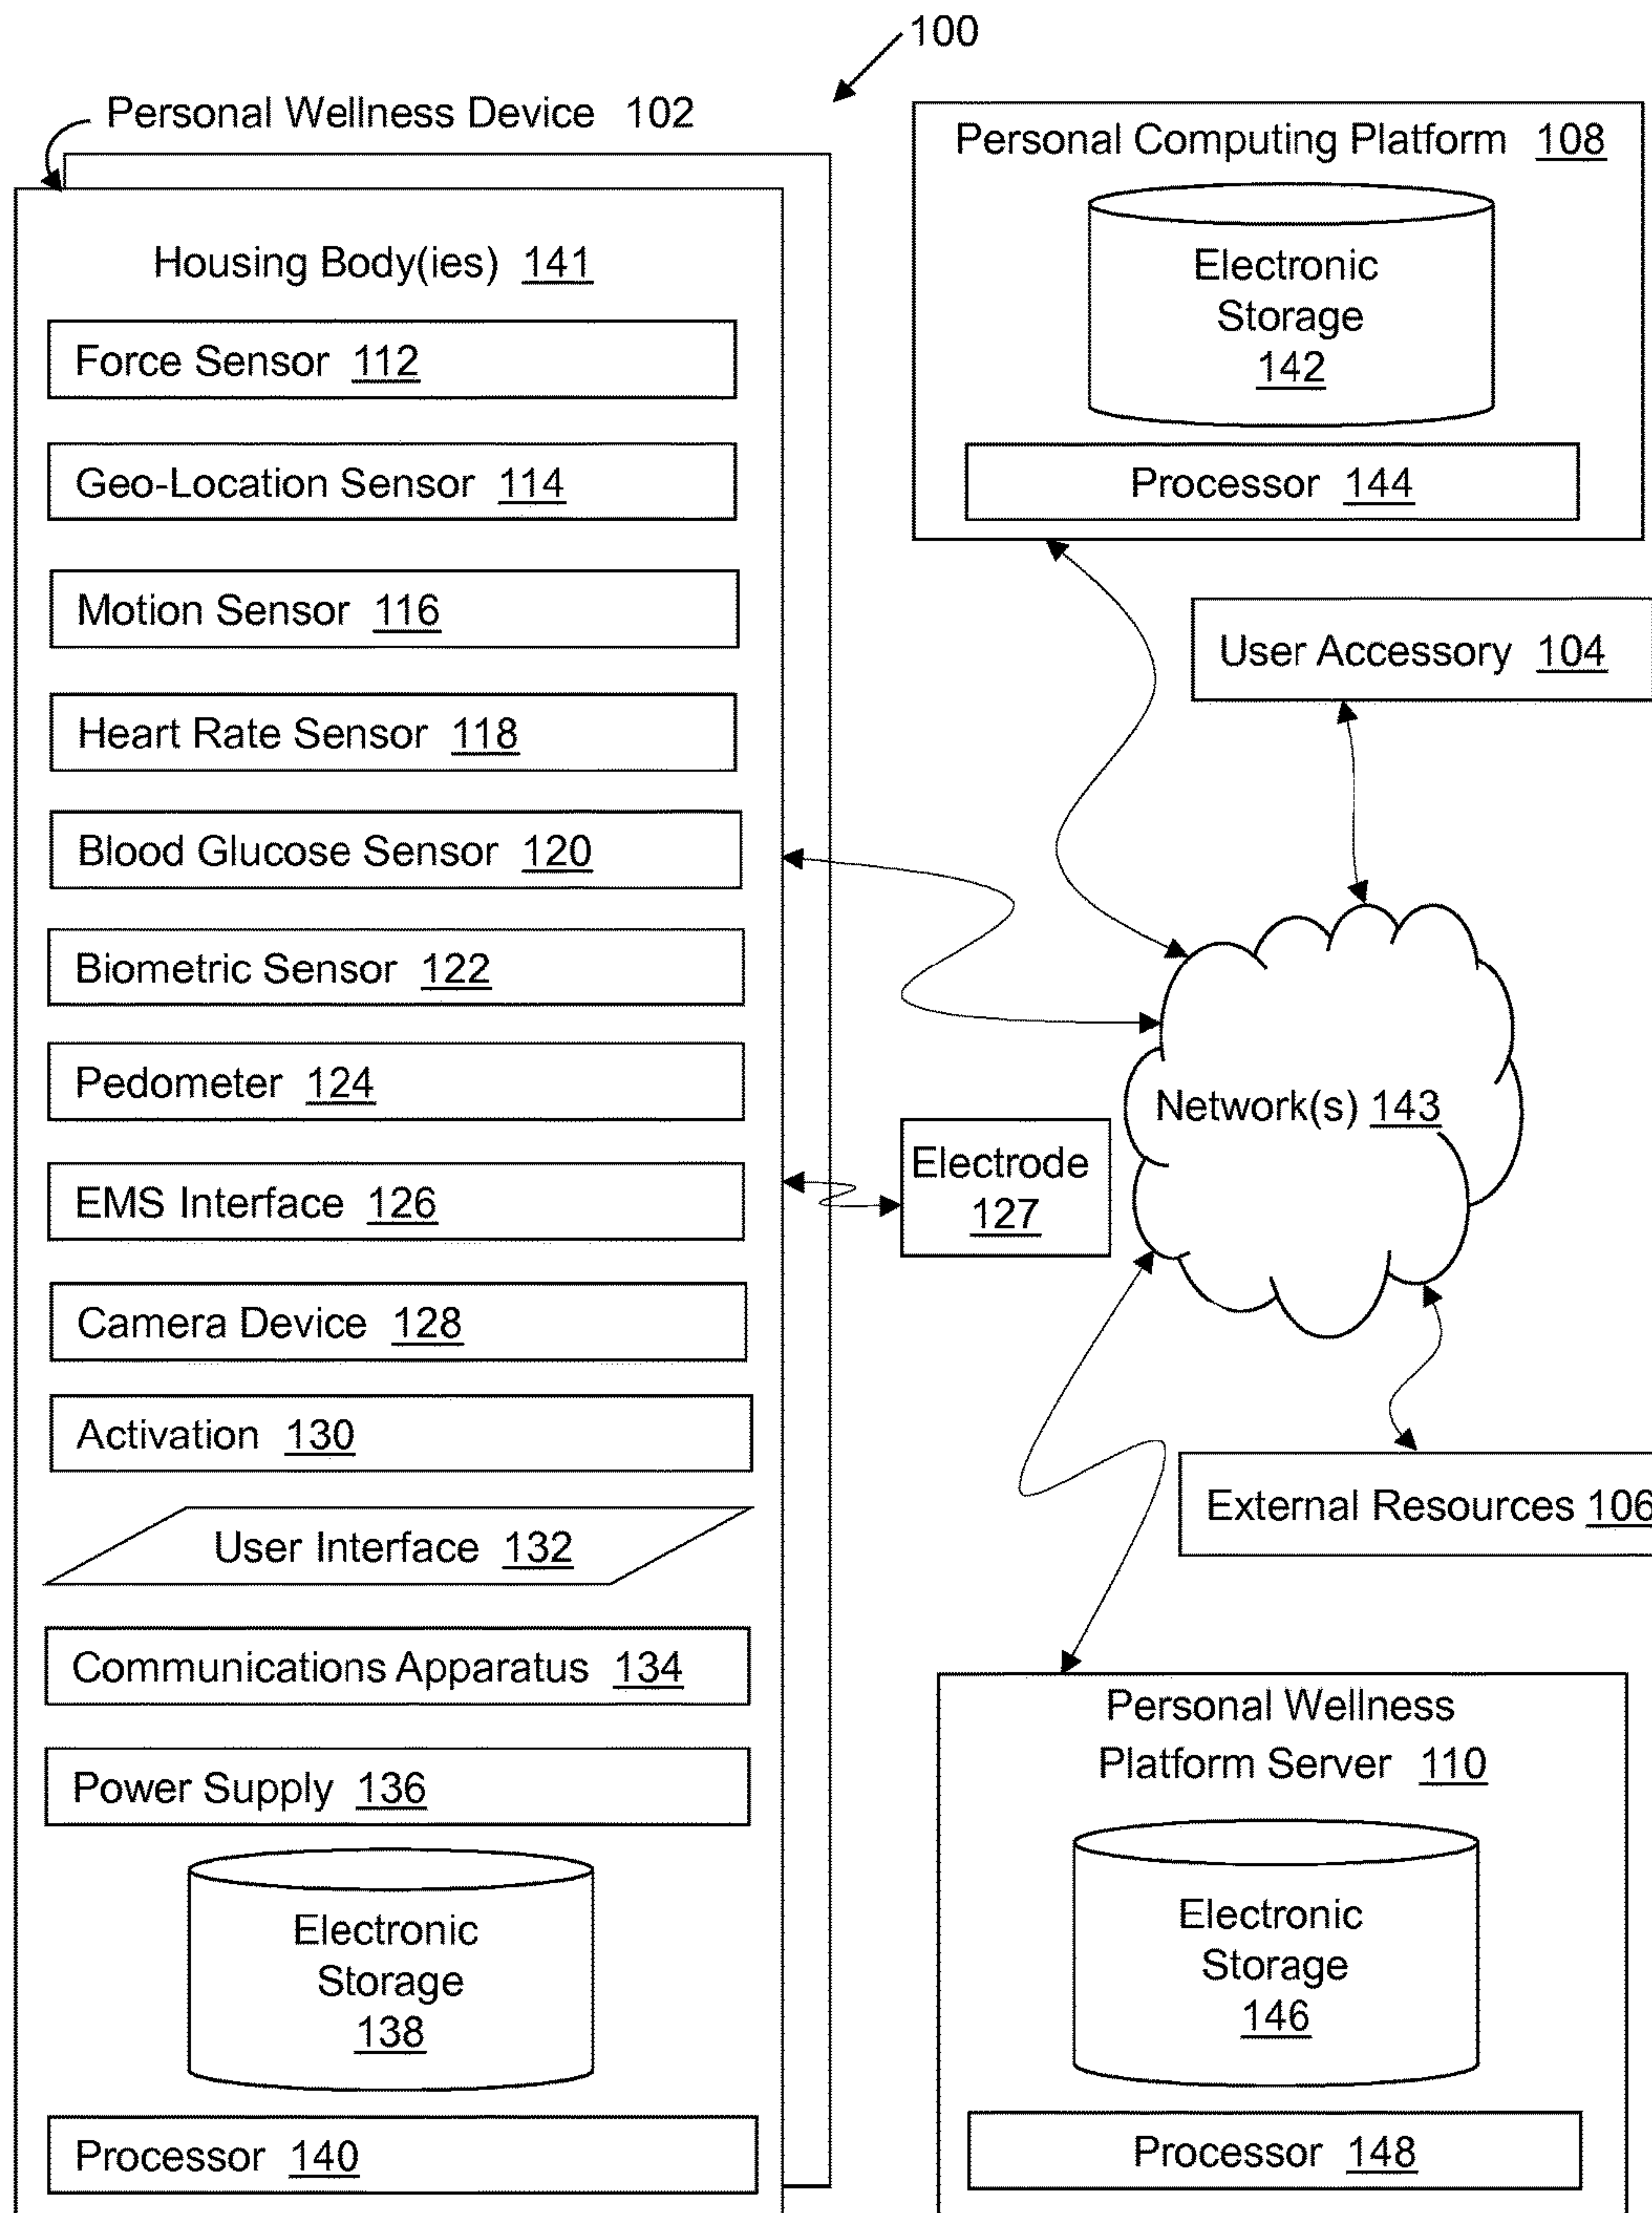 100
Personal Wellness Device 102
Housing Body(ies) 141
Force Sensor 112
Geo-Location Sensor 114
Motion Sensor 116
Heart Rate Sensor 118
Blood Glucose Sensor 120
Biometric Sensor 122
Pedometer 124
EMS Interface 126
Camera Device 128
Activation 130
User Interface 132
Communications Apparatus 134
Power Supply 136
Electronic
Storage
138
Processor 140
Personal Computing Platform 108
Electronic
Storage
142
Processor 144
User Accessory 104
Network(s) 143
Electrode
127
External Resources 106
Personal Wellness
Platform Server 110
Electronic
Storage
146
Processor 148